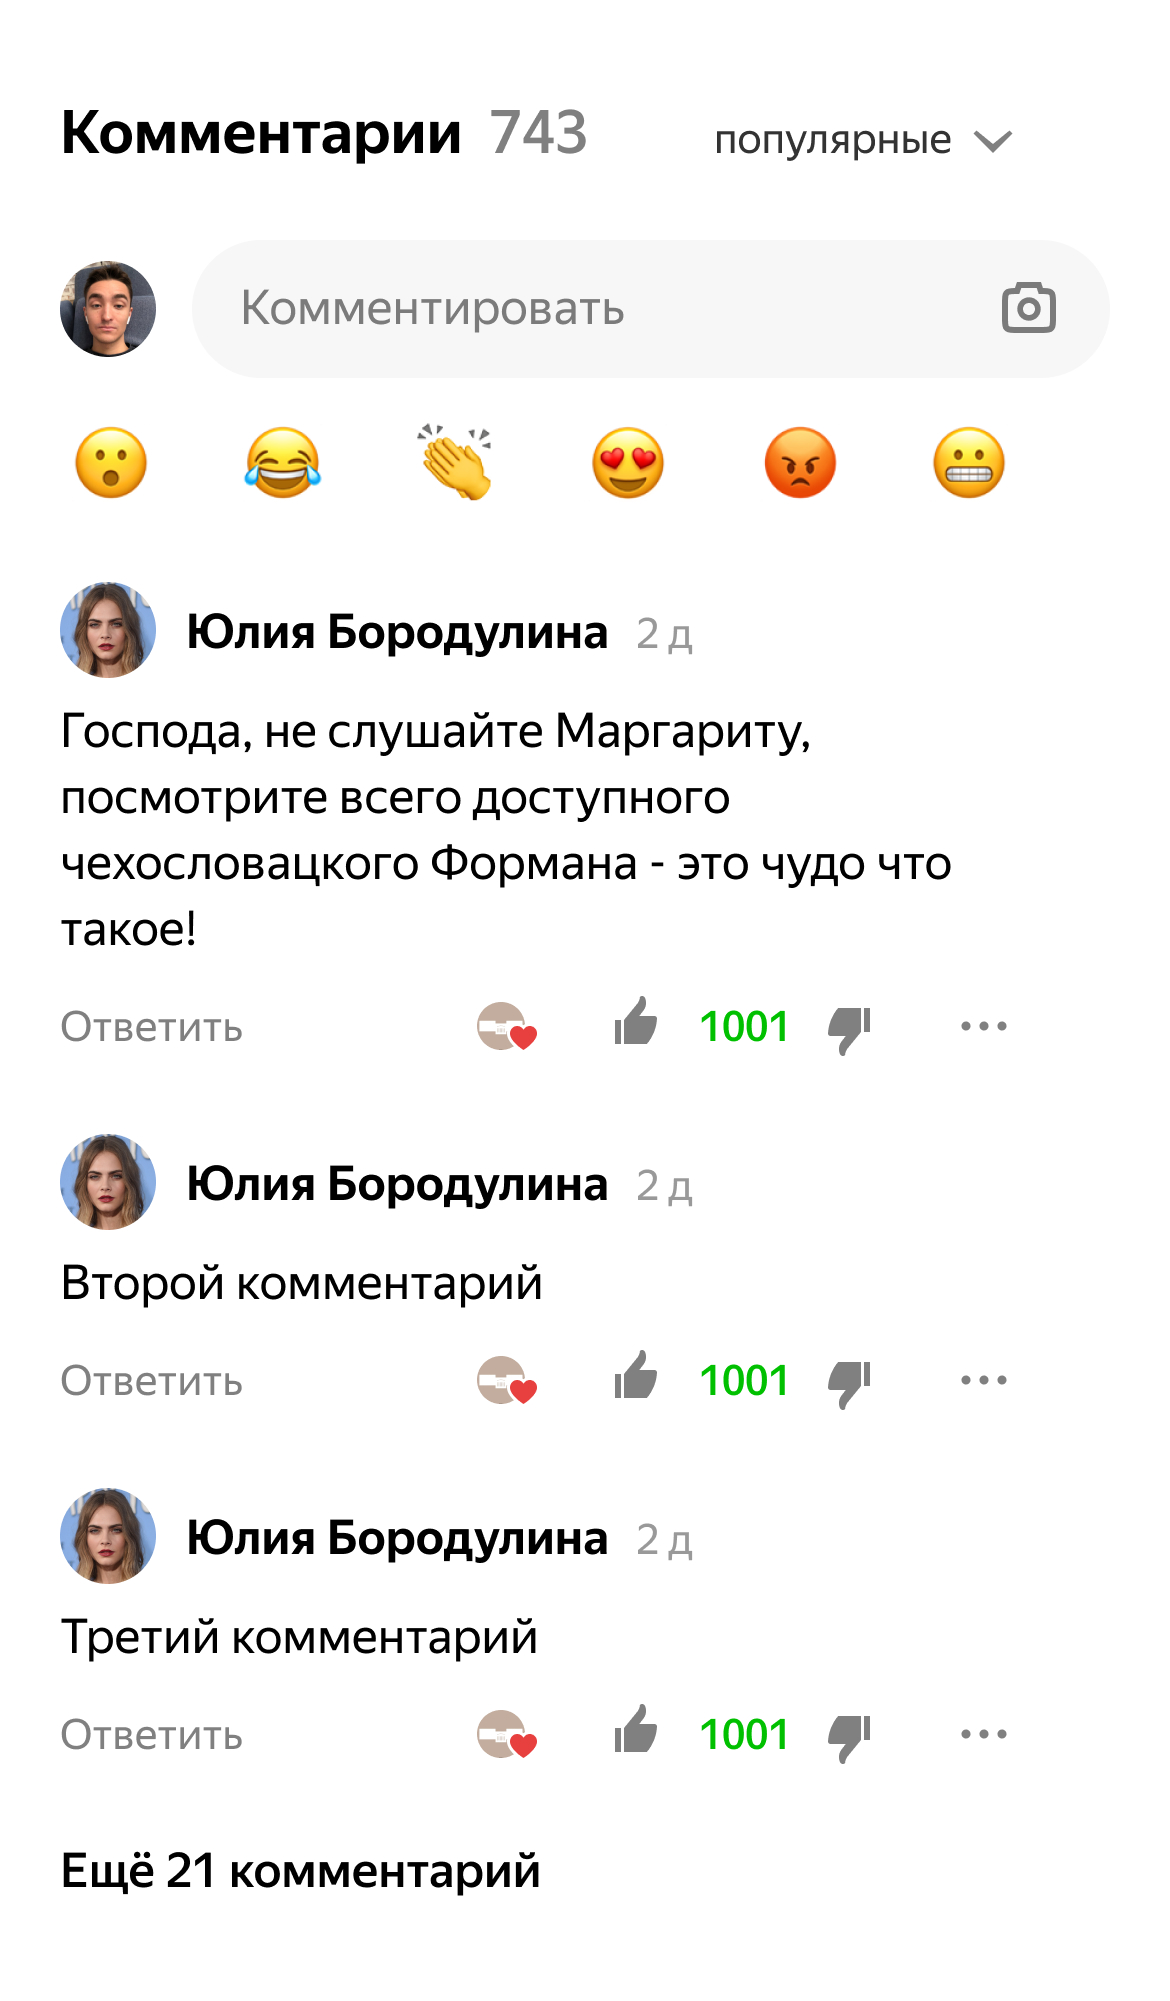 Комментарии 743 популярные
Комментировать
Юлия Бородулина 2 д
Господа, не слушайте Маргариту,
посмотрите всего доступного
чехословацкого Формана - это чудо что
такое!
Ответить 1001
Юлия Бородулина 2 д
Второй комментарий
Ответить 1001
Юлия Бородулина 2 д
Третий комментарий
Ответить 1001
Ещё 21 комментарий